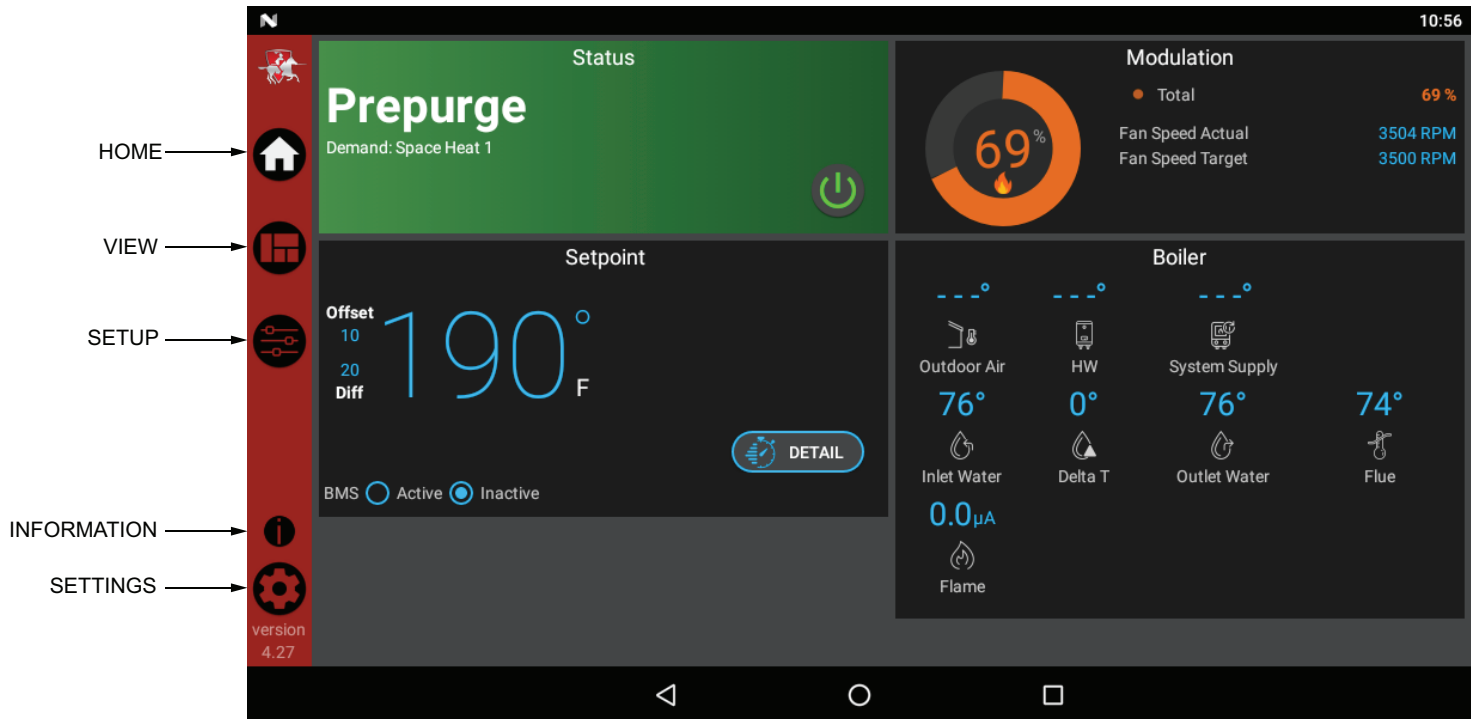 10:56
HOME
VIEW
SETUP
INFORMATION
SETTINGS
version
4.27
Status
Prepurge
Demand: Space Heat 1
Modulation
69%
Total 69 %
Fan Speed Actual 3504 RPM
Fan Speed Target 3500 RPM
Setpoint
Offset
10
20
Diff
190° F
DETAIL
BMS Active Inactive
Boiler
- - -° - - -° - - -°
Outdoor Air HW System Supply
76° 0° 76° 74°
Inlet Water Delta T Outlet Water Flue
0.0µA
Flame